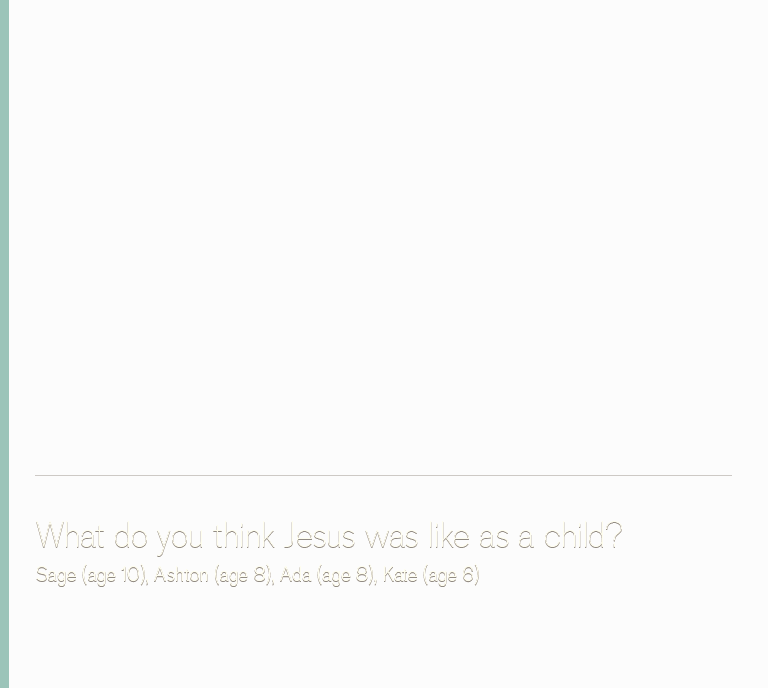 What do you think Jesus was like as a child?
Sage (age 10), Ashton (age 8), Ada (age 8), Kate (age 6)